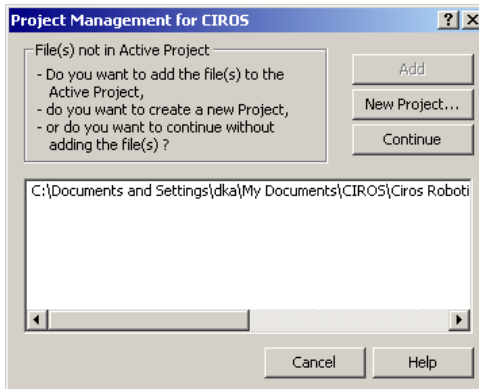 Project Management for CIROS
File(s) not in Active Project
- Do you want to add the file(s) to the
Active Project,
- do you want to create a new Project,
- or do you want to continue without
adding the file(s) ?
Add
New Project...
Continue
C:\Documents and Settings\dka\My Documents\CIROS\Ciros Roboti
Cancel
Help